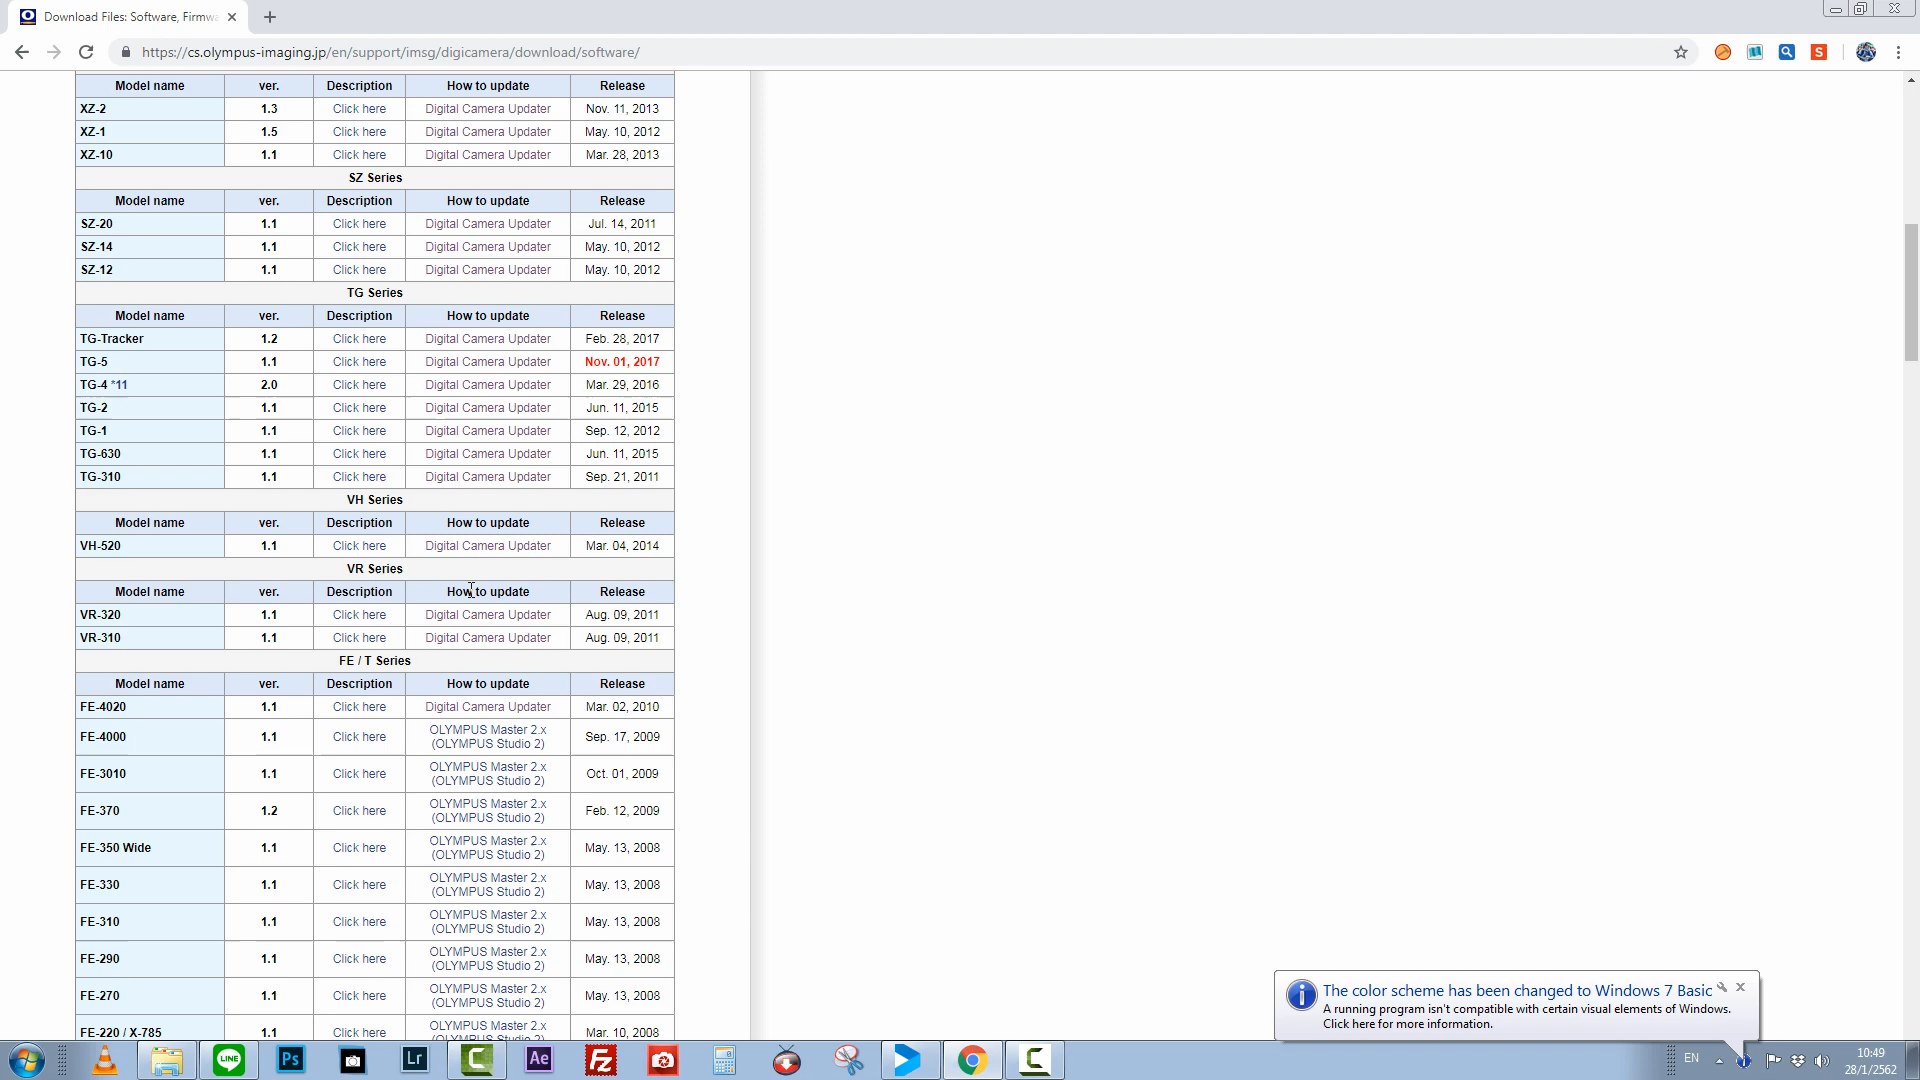 Download Files: Software, Firmwa
https://cs.olympus-imaging.jp/en/support/imsg/digicamera/download/software/
Model name ver. Description How to update Release
XZ-2 1.3 Click here Digital Camera Updater Nov. 11, 2013
XZ-1 1.5 Click here Digital Camera Updater May. 10, 2012
XZ-10 1.1 Click here Digital Camera Updater Mar. 28, 2013
SZ Series
Model name ver. Description How to update Release
SZ-20 1.1 Click here Digital Camera Updater Jul. 14, 2011
SZ-14 1.1 Click here Digital Camera Updater May. 10, 2012
SZ-12 1.1 Click here Digital Camera Updater May. 10, 2012
TG Series
Model name ver. Description How to update Release
TG-Tracker 1.2 Click here Digital Camera Updater Feb. 28, 2017
TG-5 1.1 Click here Digital Camera Updater Nov. 01, 2017
TG-4 *11 2.0 Click here Digital Camera Updater Mar. 29, 2016
TG-2 1.1 Click here Digital Camera Updater Jun. 11, 2015
TG-1 1.1 Click here Digital Camera Updater Sep. 12, 2012
TG-630 1.1 Click here Digital Camera Updater Jun. 11, 2015
TG-310 1.1 Click here Digital Camera Updater Sep. 21, 2011
VH Series
Model name ver. Description How to update Release
VH-520 1.1 Click here Digital Camera Updater Mar. 04, 2014
VR Series
Model name ver. Description How to update Release
VR-320 1.1 Click here Digital Camera Updater Aug. 09, 2011
VR-310 1.1 Click here Digital Camera Updater Aug. 09, 2011
FE / T Series
Model name ver. Description How to update Release
FE-4020 1.1 Click here Digital Camera Updater Mar. 02, 2010
FE-4000 1.1 Click here OLYMPUS Master 2.x (OLYMPUS Studio 2) Sep. 17, 2009
FE-3010 1.1 Click here OLYMPUS Master 2.x (OLYMPUS Studio 2) Oct. 01, 2009
FE-370 1.2 Click here OLYMPUS Master 2.x (OLYMPUS Studio 2) Feb. 12, 2009
FE-350 Wide 1.1 Click here OLYMPUS Master 2.x (OLYMPUS Studio 2) May. 13, 2008
FE-330 1.1 Click here OLYMPUS Master 2.x (OLYMPUS Studio 2) May. 13, 2008
FE-310 1.1 Click here OLYMPUS Master 2.x (OLYMPUS Studio 2) May. 13, 2008
FE-290 1.1 Click here OLYMPUS Master 2.x (OLYMPUS Studio 2) May. 13, 2008
FE-270 1.1 Click here OLYMPUS Master 2.x (OLYMPUS Studio 2) May. 13, 2008
FE-220 / X-785 1.1 Click here OLYMPUS Master 2.x (OLYMPUS Studio 2) Mar. 10, 2008
The color scheme has been changed to Windows 7 Basic
A running program isn't compatible with certain visual elements of Windows.
Click here for more information.
LINE Ps Lr C Ae Fz C
EN
10:49
28/1/2562